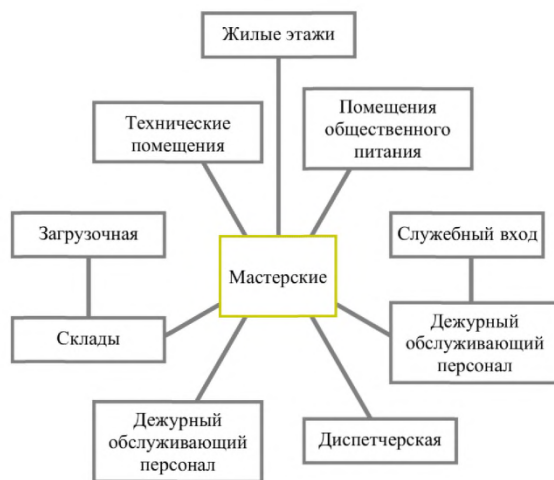 Жилые этажи
Технические
помещения
Помещения
общественного
питания
Загрузочная
Мастерские
Служебный вход
Склады
Дежурный
обслуживающий
персонал
Дежурный
обслуживающий
персонал
Диспетчерская